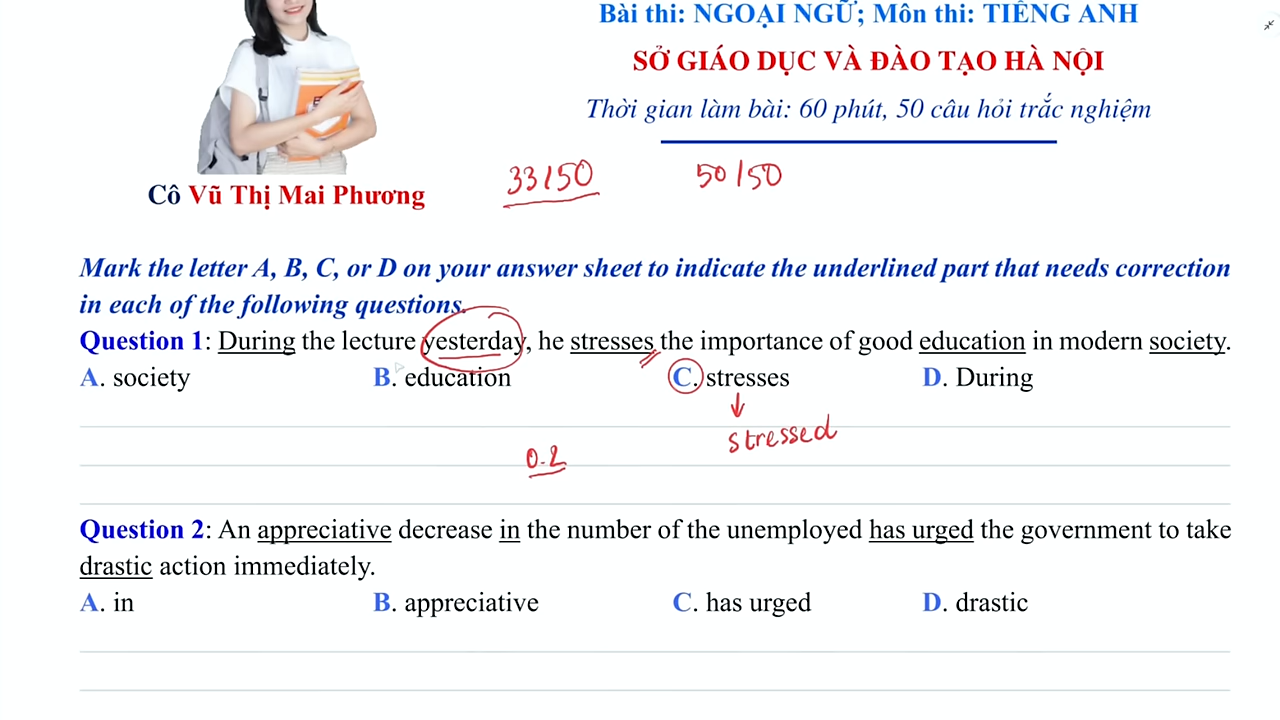 Bài thi: NGOẠI NGỮ; Môn thi: TIẾNG ANH
SỞ GIÁO DỤC VÀ ĐÀO TẠO HÀ NỘI
Thời gian làm bài: 60 phút, 50 câu hỏi trắc nghiệm
33/50 50/50
Cô Vũ Thị Mai Phương
Mark the letter A, B, C, or D on your answer sheet to indicate the underlined part that needs correction
in each of the following questions.
Question 1: During the lecture yesterday, he stresses the importance of good education in modern society.
A. society B. education C. stresses D. During
stressed
0.2
Question 2: An appreciative decrease in the number of the unemployed has urged the government to take
drastic action immediately.
A. in B. appreciative C. has urged D. drastic